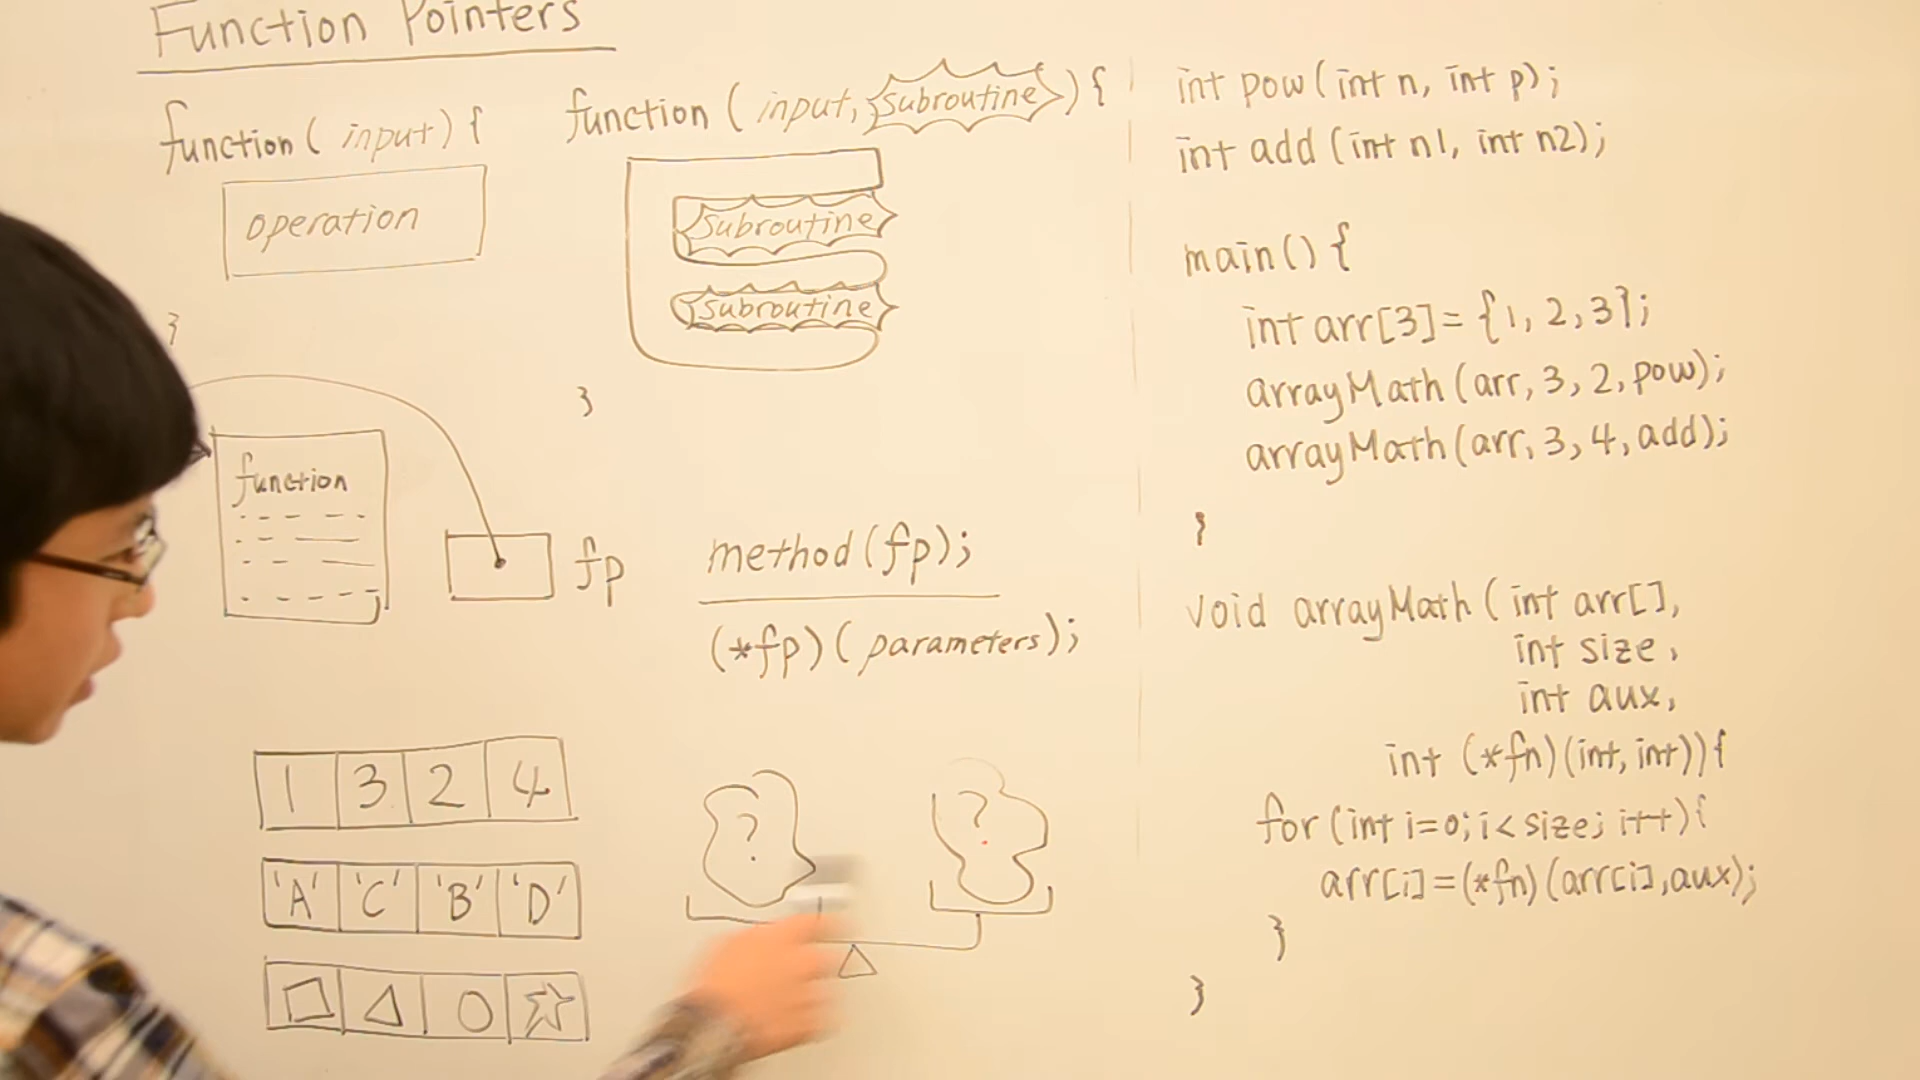 Function Pointers
function( input) {
operation
}
function( input, subroutine ) {
subroutine
subroutine
}
function
fp
method(fp);
(*fp)( parameters);
1 3 2 4
'A' 'C' 'B' 'D'
?
?
int pow( int n, int p);
int add (int n1, int n2);
main() {
int arr[3]= {1, 2, 3};
arrayMath (arr, 3, 2, pow);
arrayMath (arr, 3, 4, add);
}
void arrayMath ( int arr[],
int size,
int aux,
int (*fn)(int, int)){
for (int i=0; i< size; i++){
arr[i] =(*fn) (arr[i], aux);
}
}